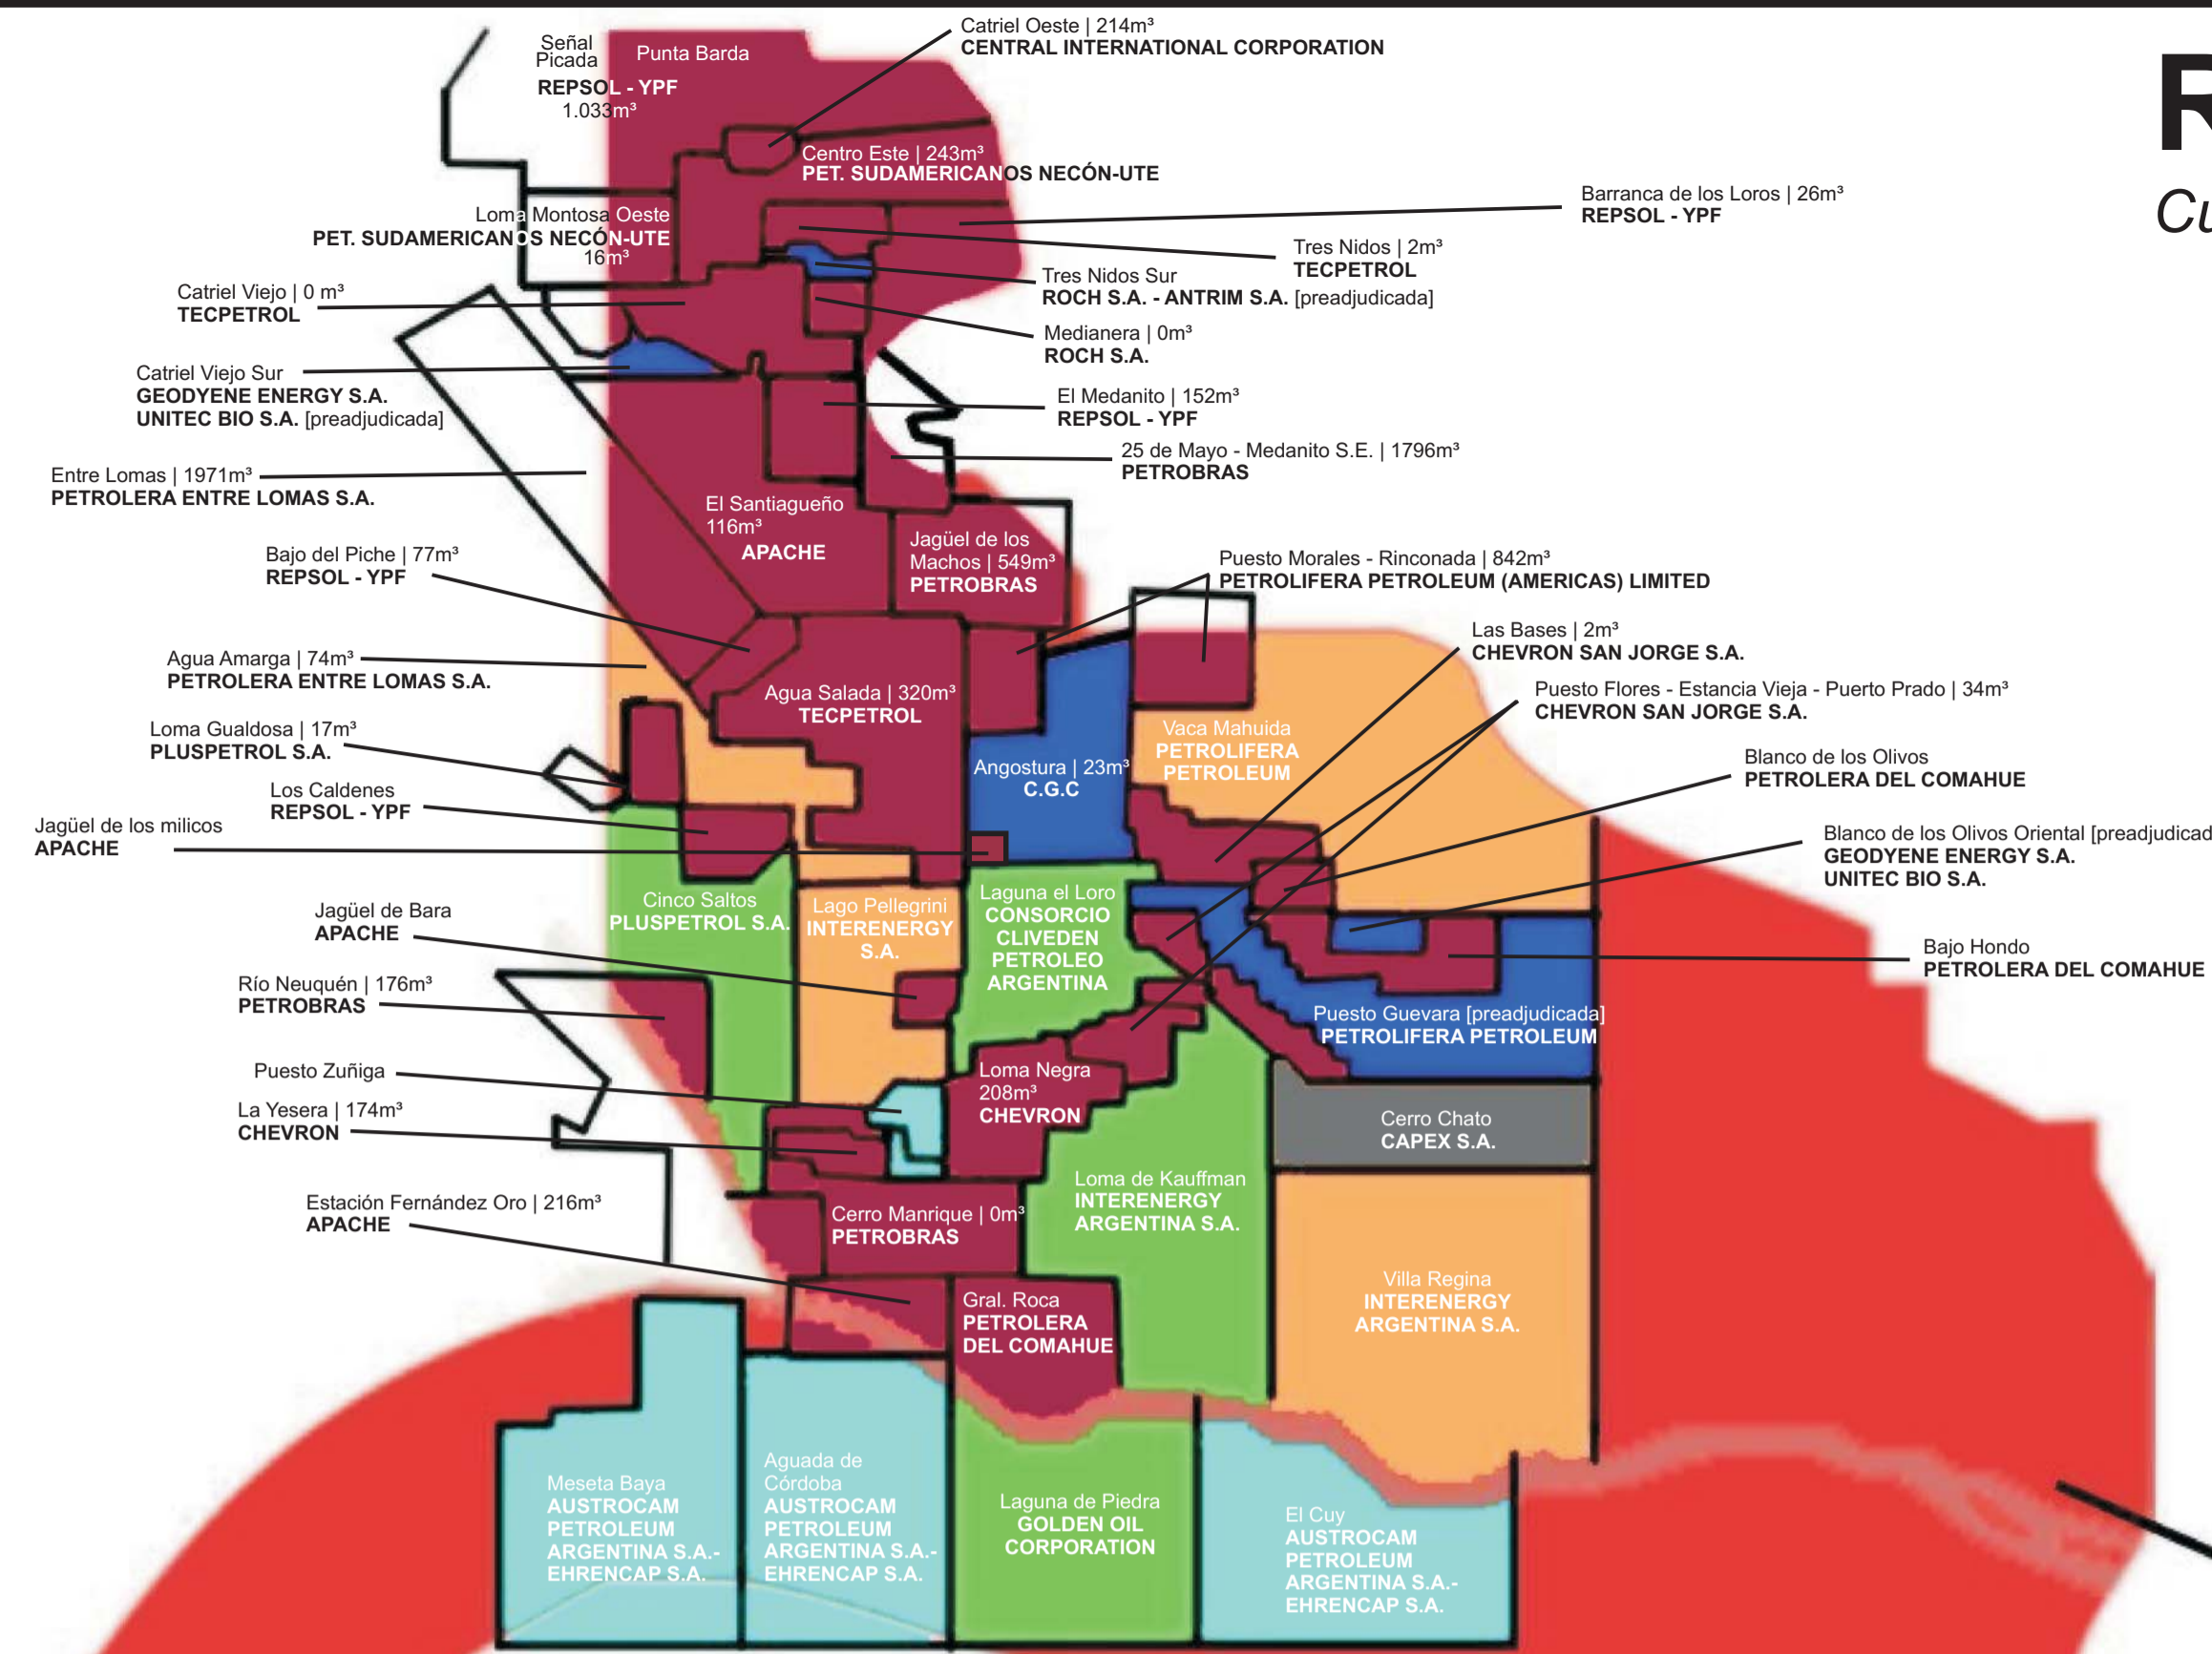 R
Cu
Señal
Picada
Punta Barda
REPSOL - YPF
1.033m³
Catriel Oeste | 214m³
CENTRAL INTERNATIONAL CORPORATION
Centro Este | 243m³
PET. SUDAMERICANOS NECÓN-UTE
Barranca de los Loros | 26m³
REPSOL - YPF
Loma Montosa Oeste
PET. SUDAMERICANOS NECÓN-UTE
16m³
Tres Nidos | 2m³
TECPETROL
Tres Nidos Sur
ROCH S.A. - ANTRIM S.A. [preadjudicada]
Catriel Viejo | 0 m³
TECPETROL
Medianera | 0m³
ROCH S.A.
Catriel Viejo Sur
GEODYENE ENERGY S.A.
UNITEC BIO S.A. [preadjudicada]
El Medanito | 152m³
REPSOL - YPF
25 de Mayo - Medanito S.E. | 1796m³
PETROBRAS
Entre Lomas | 1971m³
PETROLERA ENTRE LOMAS S.A.
El Santiagueño
116m³
APACHE
Jagüel de los
Machos | 549m³
PETROBRAS
Bajo del Piche | 77m³
REPSOL - YPF
Puesto Morales - Rinconada | 842m³
PETROLIFERA PETROLEUM (AMERICAS) LIMITED
Las Bases | 2m³
CHEVRON SAN JORGE S.A.
Agua Amarga | 74m³
PETROLERA ENTRE LOMAS S.A.
Agua Salada | 320m³
TECPETROL
Puesto Flores - Estancia Vieja - Puerto Prado | 34m³
CHEVRON SAN JORGE S.A.
Loma Gualdosa | 17m³
PLUSPETROL S.A.
Vaca Mahuida
PETROLIFERA
PETROLEUM
Angostura | 23m³
C.G.C
Blanco de los Olivos
PETROLERA DEL COMAHUE
Los Caldenes
REPSOL - YPF
Jagüel de los milicos
APACHE
Blanco de los Olivos Oriental [preadjudicad
GEODYENE ENERGY S.A.
UNITEC BIO S.A.
Cinco Saltos
PLUSPETROL S.A.
Lago Pellegrini
INTERENERGY
S.A.
Laguna el Loro
CONSORCIO
CLIVEDEN
PETROLEO
ARGENTINA
Jagüel de Bara
APACHE
Bajo Hondo
PETROLERA DEL COMAHUE
Río Neuquén | 176m³
PETROBRAS
Puesto Guevara [preadjudicada]
PETROLIFERA PETROLEUM
Puesto Zuñiga
Loma Negra
208m³
CHEVRON
La Yesera | 174m³
CHEVRON
Cerro Chato
CAPEX S.A.
Loma de Kauffman
INTERENERGY
ARGENTINA S.A.
Estación Fernández Oro | 216m³
APACHE
Cerro Manrique | 0m³
PETROBRAS
Villa Regina
INTERENERGY
ARGENTINA S.A.
Gral. Roca
PETROLERA
DEL COMAHUE
Meseta Baya
AUSTROCAM
PETROLEUM
ARGENTINA S.A.-
EHRENCAP S.A.
Aguada de
Córdoba
AUSTROCAM
PETROLEUM
ARGENTINA S.A.-
EHRENCAP S.A.
Laguna de Piedra
GOLDEN OIL
CORPORATION
El Cuy
AUSTROCAM
PETROLEUM
ARGENTINA S.A.-
EHRENCAP S.A.